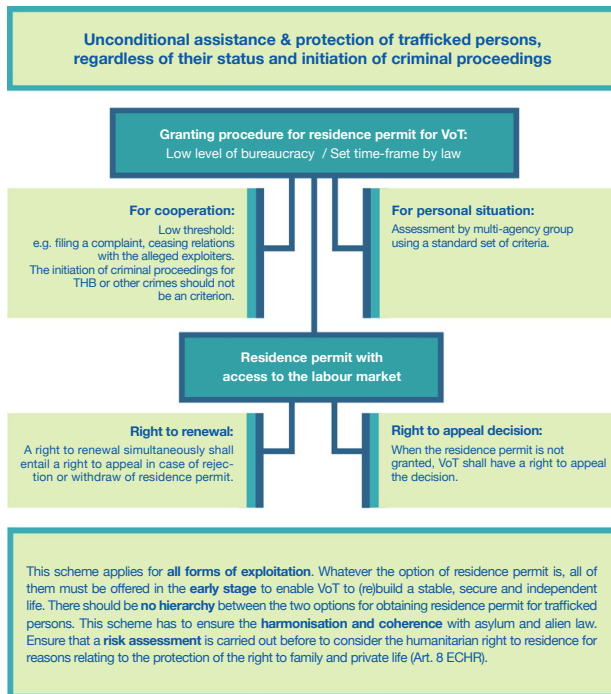 Unconditional assistance & protection of trafficked persons,
regardless of their status and initiation of criminal proceedings
Granting procedure for residence permit for VoT:
Low level of bureaucracy / Set time-frame by law
For cooperation:
Low threshold:
e.g. filing a complaint, ceasing relations
with the alleged exploiters.
The initiation of criminal proceedings for
THB or other crimes should not
be an criterion.
For personal situation:
Assessment by multi-agency group
using a standard set of criteria.
Residence permit with
access to the labour market
Right to renewal:
A right to renewal simultaneously shall
entail a right to appeal in case of rejec-
tion or withdraw of residence permit.
Right to appeal decision:
When the residence permit is not
granted, VoT shall have a right to appeal
the decision.
This scheme applies for all forms of exploitation. Whatever the option of residence permit is, all of
them must be offered in the early stage to enable VoT to (re)build a stable, secure and independent
life. There should be no hierarchy between the two options for obtaining residence permit for trafficked
persons. This scheme has to ensure the harmonisation and coherence with asylum and alien law.
Ensure that a risk assessment is carried out before to consider the humanitarian right to residence for
reasons relating to the protection of the right to family and private life (Art. 8 ECHR).